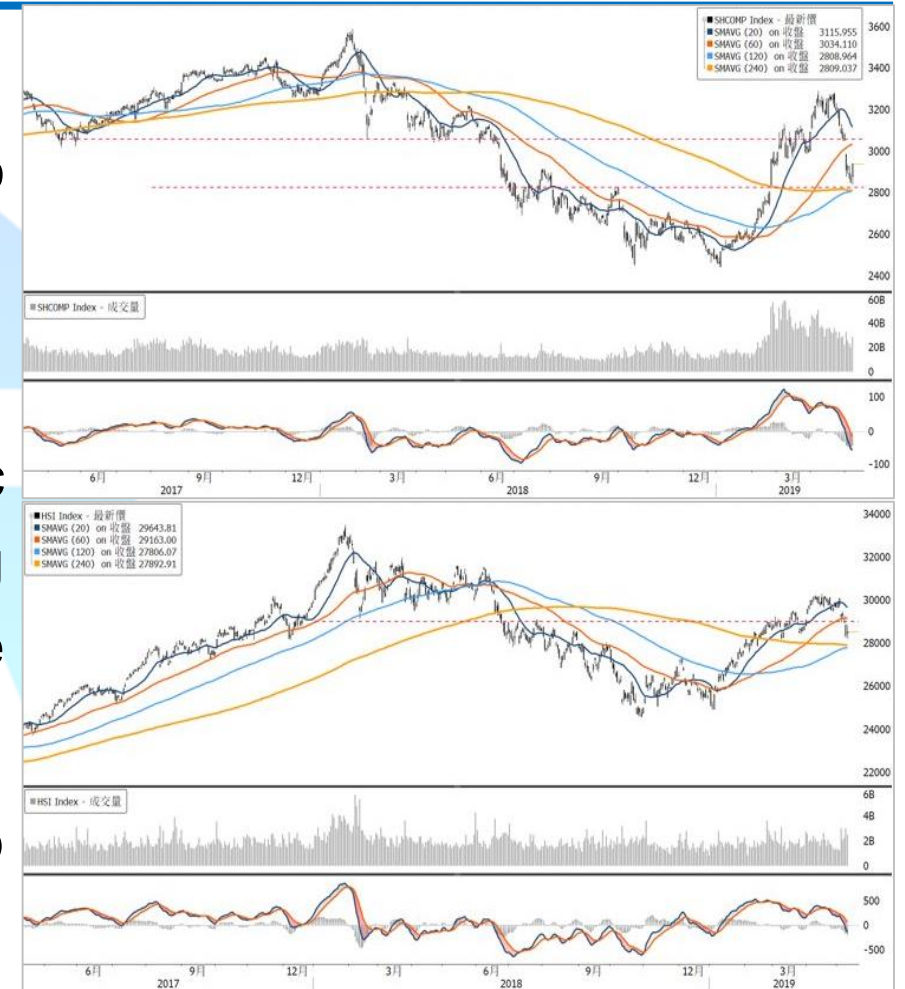 SHCOMP Index - 最新價
SMAVG (20) on 收盤 3115.955
SMAVG (60) on 收盤 3034.110
SMAVG (120) on 收盤 2808.964
SMAVG (240) on 收盤 2809.037
3600
3400
3200
3000
2800
2600
2400
SHCOMP Index - 成交量
60B
40B
20B
0
100
0
-100
6月 9月 12月 3月 6月 9月 12月 3月
2017 2018 2019
HSI Index - 最新價
SMAVG (20) on 收盤 29643.81
SMAVG (60) on 收盤 29163.00
SMAVG (120) on 收盤 27806.07
SMAVG (240) on 收盤 27892.91
34000
32000
30000
28000
26000
24000
22000
HSI Index - 成交量
6B
4B
2B
0
500
0
-500
6月 9月 12月 3月 6月 9月 12月 3月
2017 2018 2019